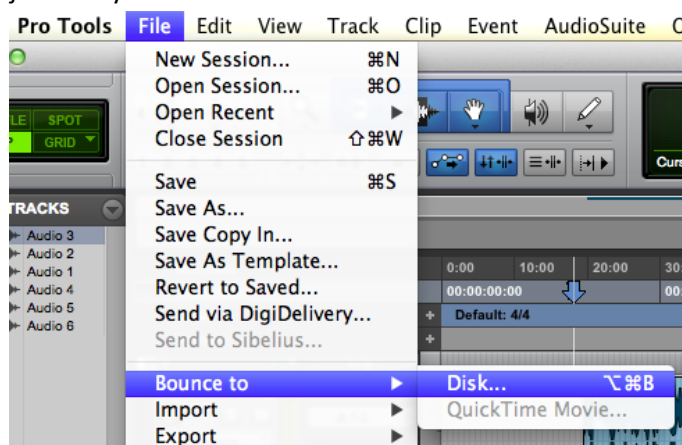 Pro Tools File Edit View Track Clip Event AudioSuite
New Session... ⌘N
Open Session... ⌘O
Open Recent ▶
Close Session ⇧⌘W
SPOT
GRID
Save ⌘S
Save As...
Save Copy In...
Save As Template...
Revert to Saved...
Send via DigiDelivery...
Send to Sibelius...
Bounce to ▶
Import ▶
Export ▶
Disk... ⌥⌘B
QuickTime Movie...
TRACKS
Audio 3
Audio 2
Audio 1
Audio 4
Audio 5
Audio 6
0:00 10:00 20:00
00:00:00:00
Default: 4/4